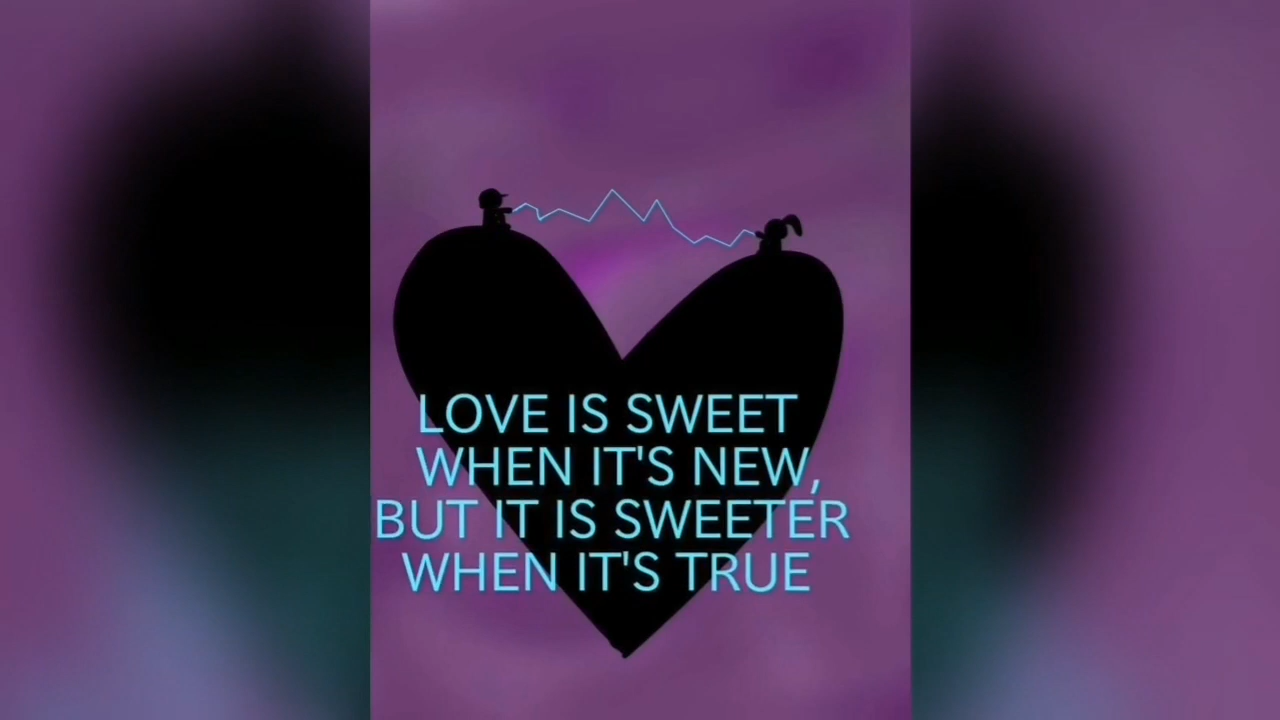 LOVE IS SWEET
WHEN IT'S NEW,
BUT IT IS SWEETER
WHEN IT'S TRUE